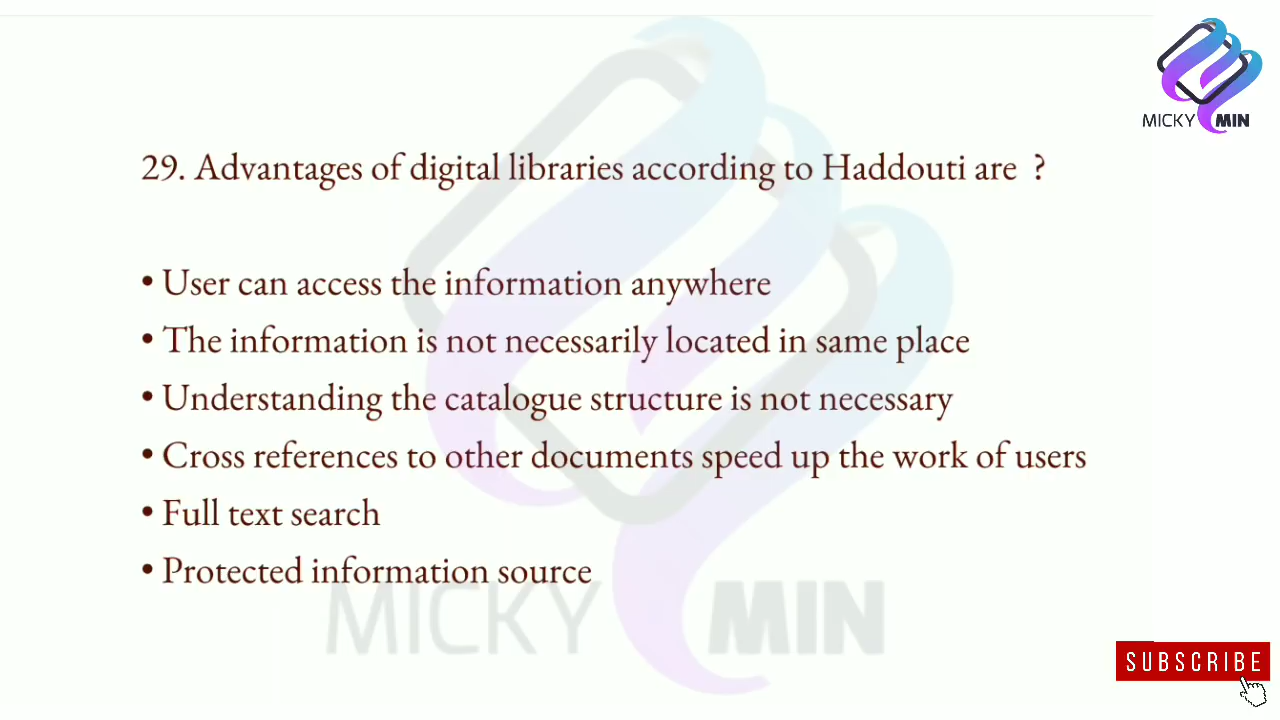 MICKY MIN
29. Advantages of digital libraries according to Haddouti are ?
• User can access the information anywhere
• The information is not necessarily located in same place
• Understanding the catalogue structure is not necessary
• Cross references to other documents speed up the work of users
• Full text search
• Protected information source
MICKY MIN
SUBSCRIBE